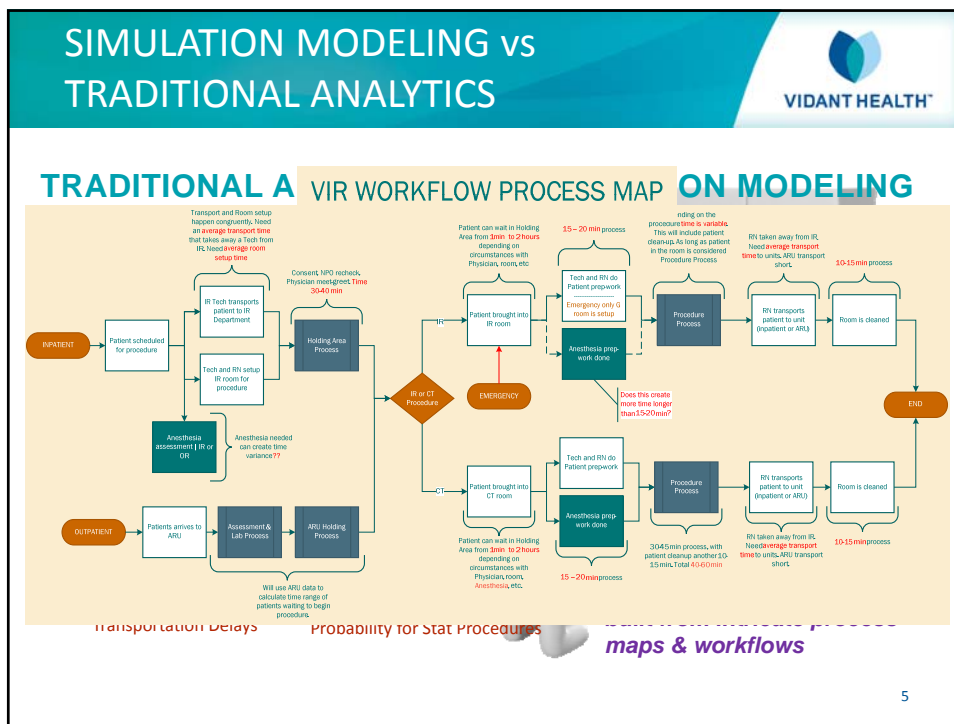 SIMULATION MODELING vs
TRADITIONAL ANALYTICS
VIDANT HEALTH™
TRADITIONAL A
ON MODELING
VIR WORKFLOW PROCESS MAP
Transport and Room setup
happen congruently. Need
an average transport time
that takes away a Tech from
IR. Need average room
setup time
Consent, NPO recheck,
Physician meet-greet. Time
30-40 min
IR Tech transports
patient to IR
Department
INPATIENT
Patient scheduled
for procedure
Holding Area
Process
Tech and RN setup
IR room for
procedure
Anesthesia
assessment | IR or
OR
Anesthesia needed
can create time
variance??
OUTPATIENT
Patients arrives to
ARU
Assessment &
Lab Process
ARU Holding
Process
Will use ARU data to
calculate time range of
patients waiting to begin
procedure.
IR or CT
Procedure
IR
CT
Patient can wait in Holding
Area from 1min to 2 hours
depending on
circumstances with
Physician, room, etc
Patient brought into
IR room
EMERGENCY
15 – 20 min process
Tech and RN do
Patient prep-work
--------------------
Emergency only G
room is setup
Anesthesia prep-
work done
Does this create
more time longer
than 15-20min?
nding on the
procedure time is variable.
This will include patient
clean-up. As long as patient
in the room is considered
Procedure Process
Procedure
Process
RN taken away from IR.
Need average transport
time to units. ARU transport
short.
RN transports
patient to unit
(inpatient or ARU)
10-15 min process
Room is cleaned
END
Patient brought into
CT room
Patient can wait in Holding
Area from 1min to 2 hours
depending on
circumstances with
Physician, room,
Anesthesia, etc.
Tech and RN do
Patient prep-work
Anesthesia prep-
work done
15 – 20min process
Procedure
Process
30-45min process, with
patient cleanup another 10-
15 min. Total 40-60 min
RN transports
patient to unit
(inpatient or ARU)
RN taken away from IR.
Need average transport
time to units. ARU transport
short.
Room is cleaned
10-15 min process
Transportation Delays
Probability for Stat Procedures
maps & workflows
5